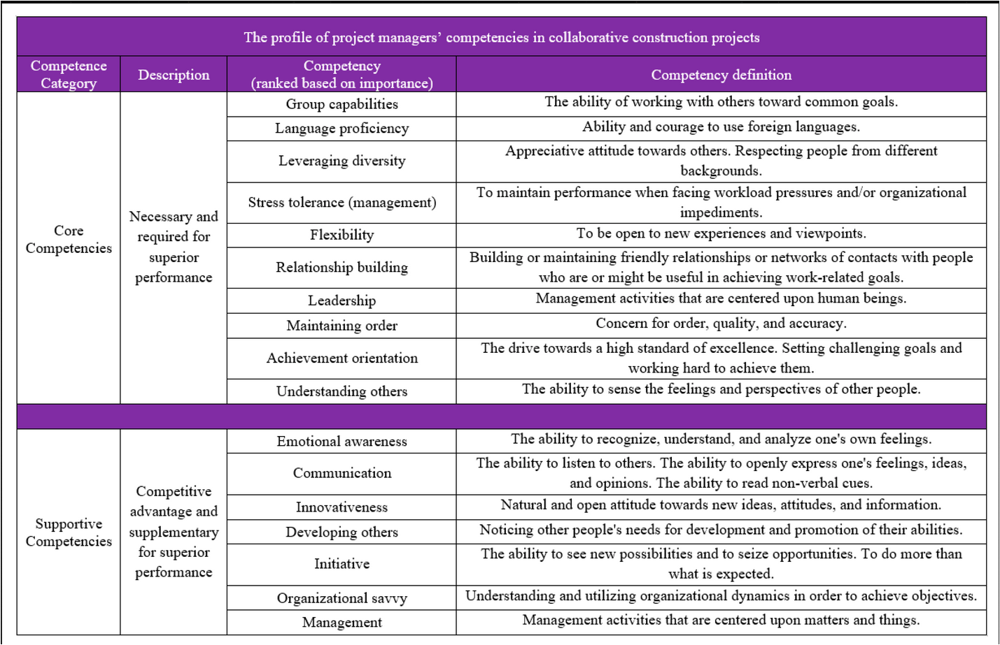 The profile of project managers’ competencies in collaborative construction projects
Competence
Category
Description
Competency
(ranked based on importance)
Competency definition
Core
Competencies
Necessary and
required for
superior
performance
Group capabilities
The ability of working with others toward common goals.
Language proficiency
Ability and courage to use foreign languages.
Leveraging diversity
Appreciative attitude towards others. Respecting people from different
backgrounds.
Stress tolerance (management)
To maintain performance when facing workload pressures and/or organizational
impediments.
Flexibility
To be open to new experiences and viewpoints.
Relationship building
Building or maintaining friendly relationships or networks of contacts with people
who are or might be useful in achieving work-related goals.
Leadership
Management activities that are centered upon human beings.
Maintaining order
Concern for order, quality, and accuracy.
Achievement orientation
The drive towards a high standard of excellence. Setting challenging goals and
working hard to achieve them.
Understanding others
The ability to sense the feelings and perspectives of other people.
Supportive
Competencies
Competitive
advantage and
supplementary
for superior
performance
Emotional awareness
The ability to recognize, understand, and analyze one's own feelings.
Communication
The ability to listen to others. The ability to openly express one's feelings, ideas,
and opinions. The ability to read non-verbal cues.
Innovativeness
Natural and open attitude towards new ideas, attitudes, and information.
Developing others
Noticing other people's needs for development and promotion of their abilities.
Initiative
The ability to see new possibilities and to seize opportunities. To do more than
what is expected.
Organizational savvy
Understanding and utilizing organizational dynamics in order to achieve objectives.
Management
Management activities that are centered upon matters and things.